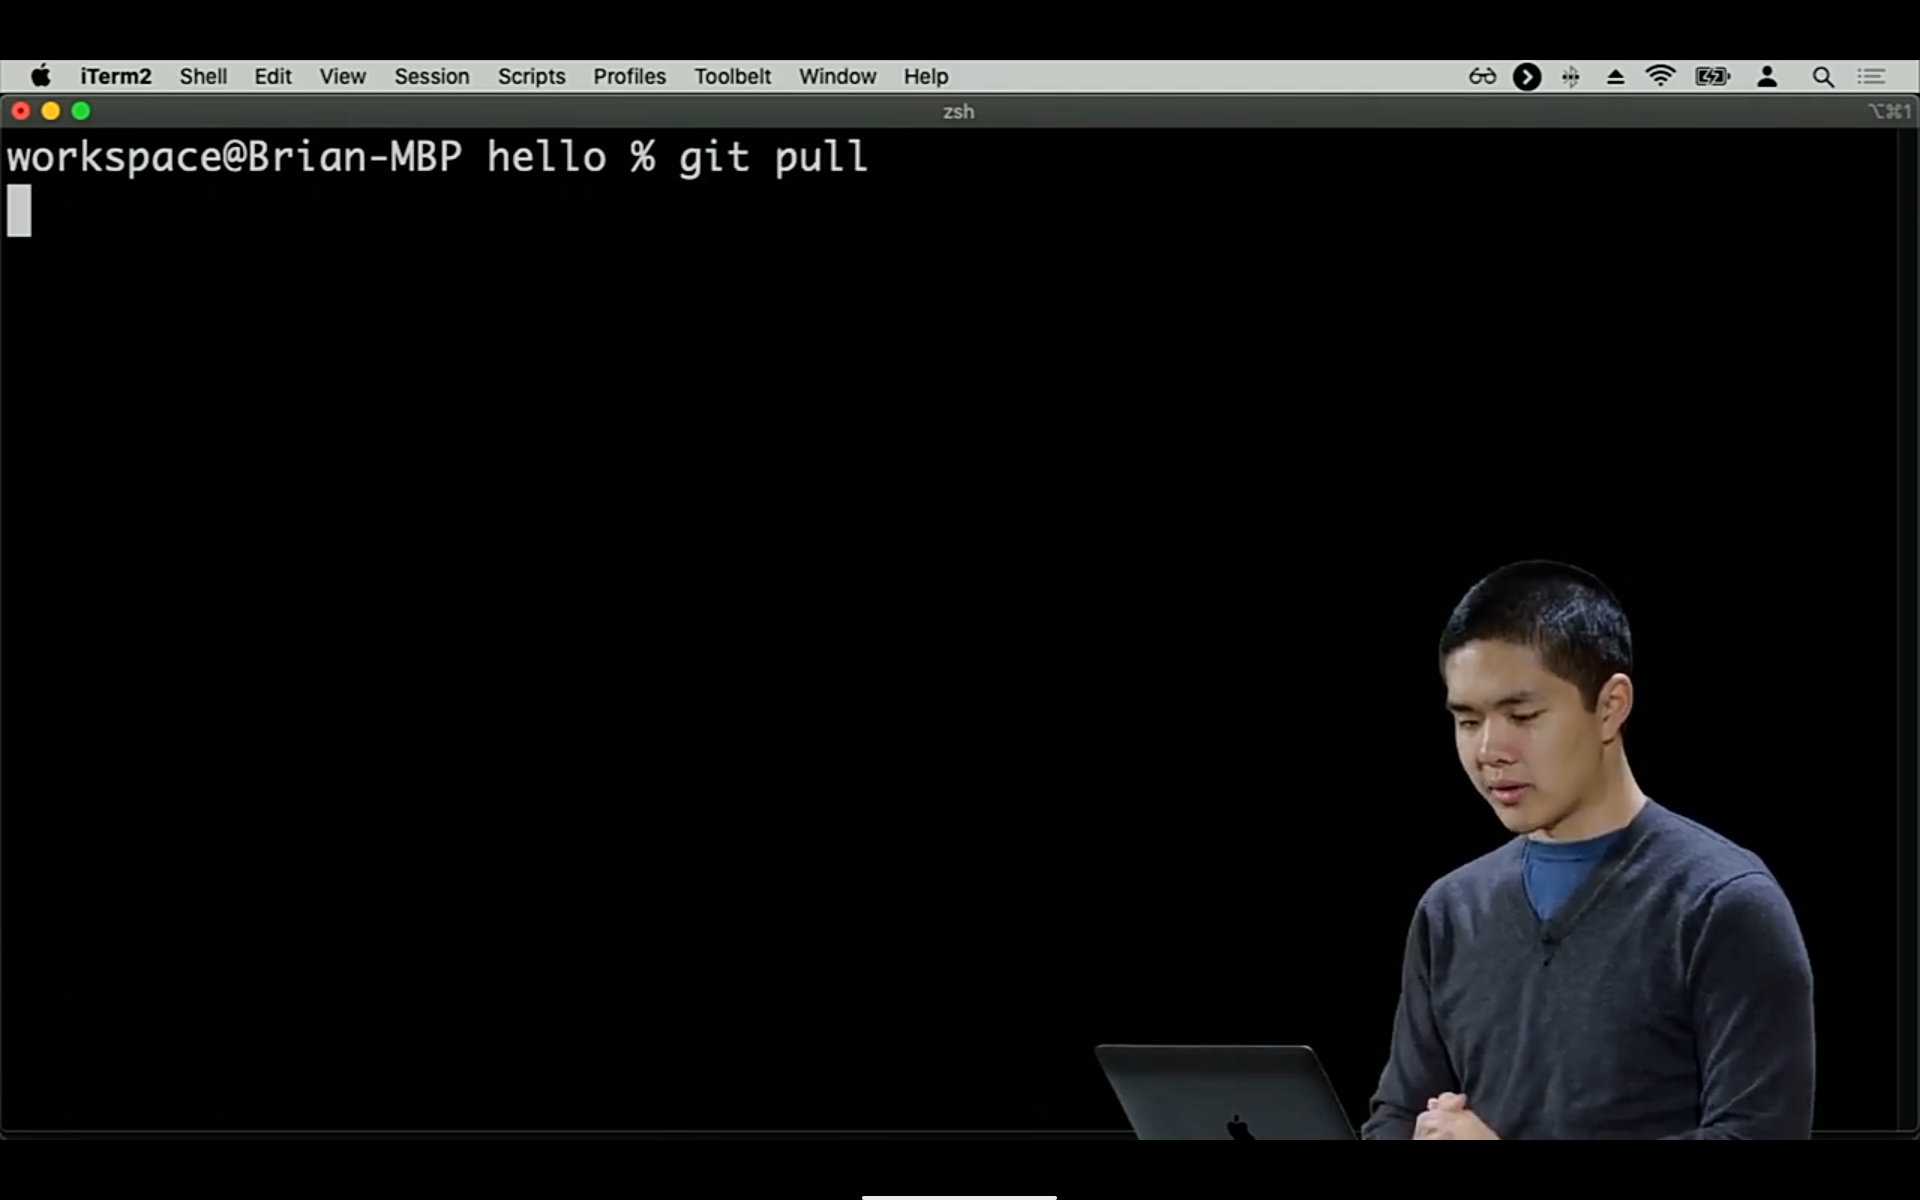 iTerm2 Shell Edit View Session Scripts Profiles Toolbelt Window Help
zsh ⌥⌘1
workspace@Brian-MBP hello % git pull